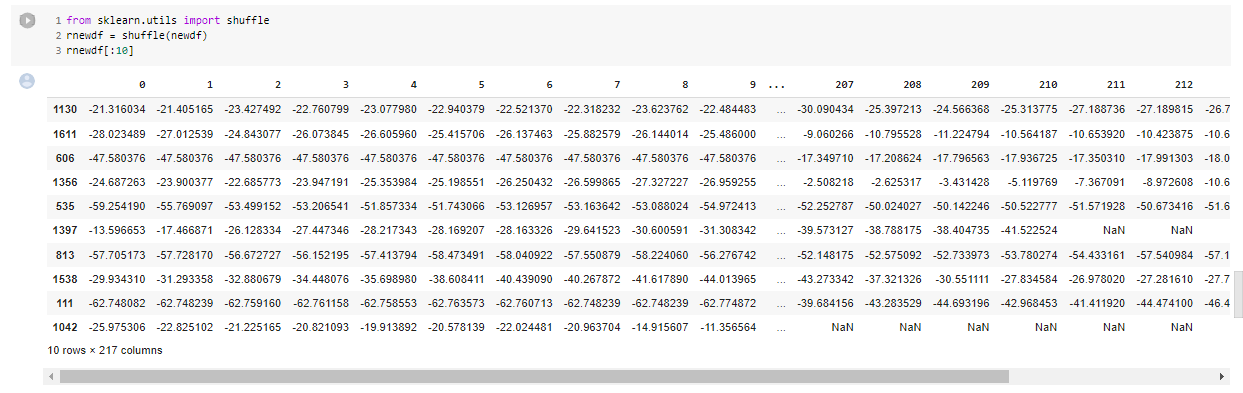 1 from sklearn.utils import shuffle
2 rnewdf = shuffle(newdf)
3 rnewdf[:10]
0 1 2 3 4 5 6 7 8 9 ... 207 208 209 210 211 212
1130 -21.316034 -21.405165 -23.427492 -22.760799 -23.077980 -22.940379 -22.521370 -22.318232 -23.623762 -22.484483 ... -30.090434 -25.397213 -24.566368 -25.313775 -27.188736 -27.189815 -26.7
1611 -28.023489 -27.012539 -24.843077 -26.073845 -26.605960 -25.415706 -26.137463 -25.882579 -26.144014 -25.486000 ... -9.060266 -10.795528 -11.224794 -10.564187 -10.653920 -10.423875 -10.6
606 -47.580376 -47.580376 -47.580376 -47.580376 -47.580376 -47.580376 -47.580376 -47.580376 -47.580376 -47.580376 ... -17.349710 -17.208624 -17.796563 -17.936725 -17.350310 -17.991303 -18.0
1356 -24.687263 -23.900377 -22.685773 -23.947191 -25.353984 -25.198551 -26.250432 -26.599865 -27.327227 -26.959255 ... -2.508218 -2.625317 -3.431428 -5.119769 -7.367091 -8.972608 -10.6
535 -59.254190 -55.769097 -53.499152 -53.206541 -51.857334 -51.743066 -53.126957 -53.163642 -53.088024 -54.972413 ... -52.252787 -50.024027 -50.142246 -50.522777 -51.571928 -50.673416 -51.6
1397 -13.596653 -17.466871 -26.128334 -27.447346 -28.217343 -28.169207 -28.163326 -29.641523 -30.600591 -31.308342 ... -39.573127 -38.788175 -38.404735 -41.522524 NaN NaN
813 -57.705173 -57.728170 -56.672727 -56.152195 -57.413794 -58.473491 -58.040922 -57.550879 -58.224060 -56.276742 ... -52.148175 -52.575092 -52.733973 -53.780274 -54.433161 -57.540984 -57.1
1538 -29.934310 -31.293358 -32.880679 -34.448076 -35.698980 -38.608411 -40.439090 -40.267872 -41.617890 -44.013965 ... -43.273342 -37.321326 -30.551111 -27.834584 -26.978020 -27.281610 -27.7
111 -62.748082 -62.748239 -62.759160 -62.761158 -62.758553 -62.763573 -62.760713 -62.748239 -62.748239 -62.774872 ... -39.684156 -43.283529 -44.693196 -42.968453 -41.411920 -44.474100 -46.4
1042 -25.975306 -22.825102 -21.225165 -20.821093 -19.913892 -20.578139 -22.024481 -20.963704 -14.915607 -11.356564 ... NaN NaN NaN NaN NaN NaN
10 rows × 217 columns